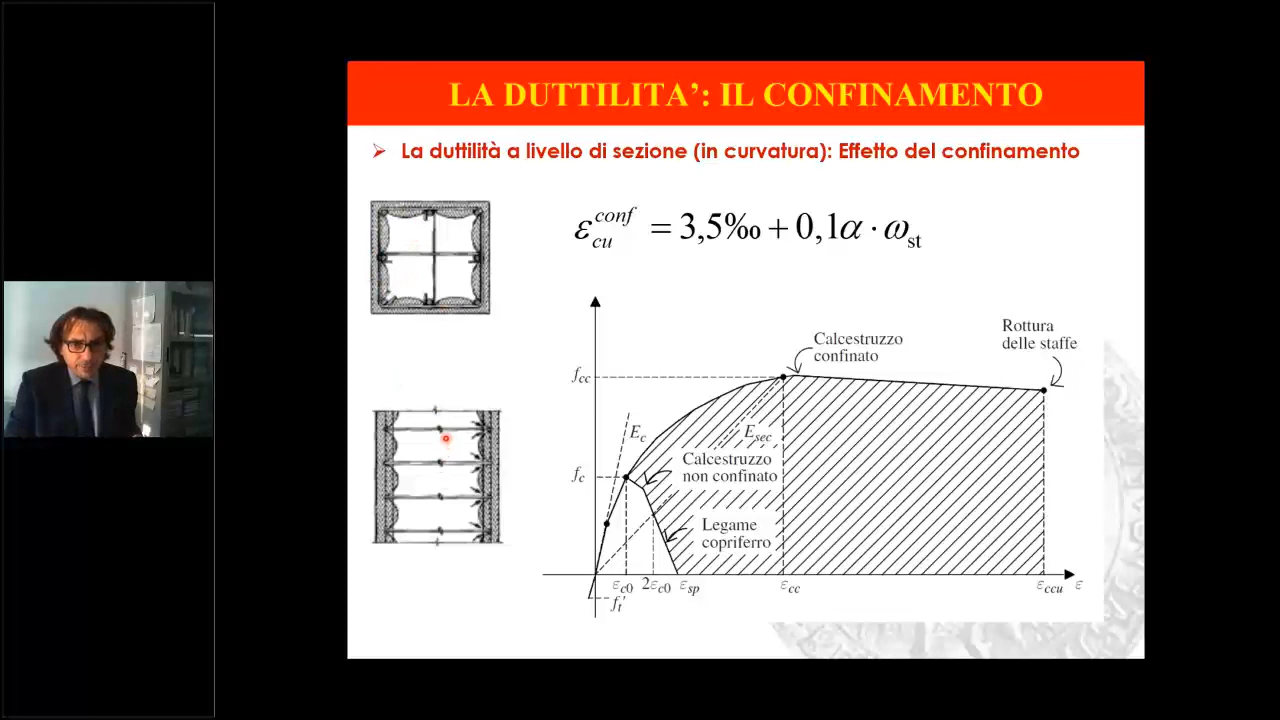 LA DUTTILITA’: IL CONFINAMENTO
➢ La duttilità a livello di sezione (in curvatura): Effetto del confinamento
ε_cu^conf = 3,5‰ + 0,1α · ω_st
Rottura
delle staffe
Calcestruzzo
confinato
f_cc
E_c
E_sec
Calcestruzzo
non confinato
f_c
Legame
copriferro
ε_c0 2ε_c0 ε_sp ε_cc ε_ccu ε
f_t'